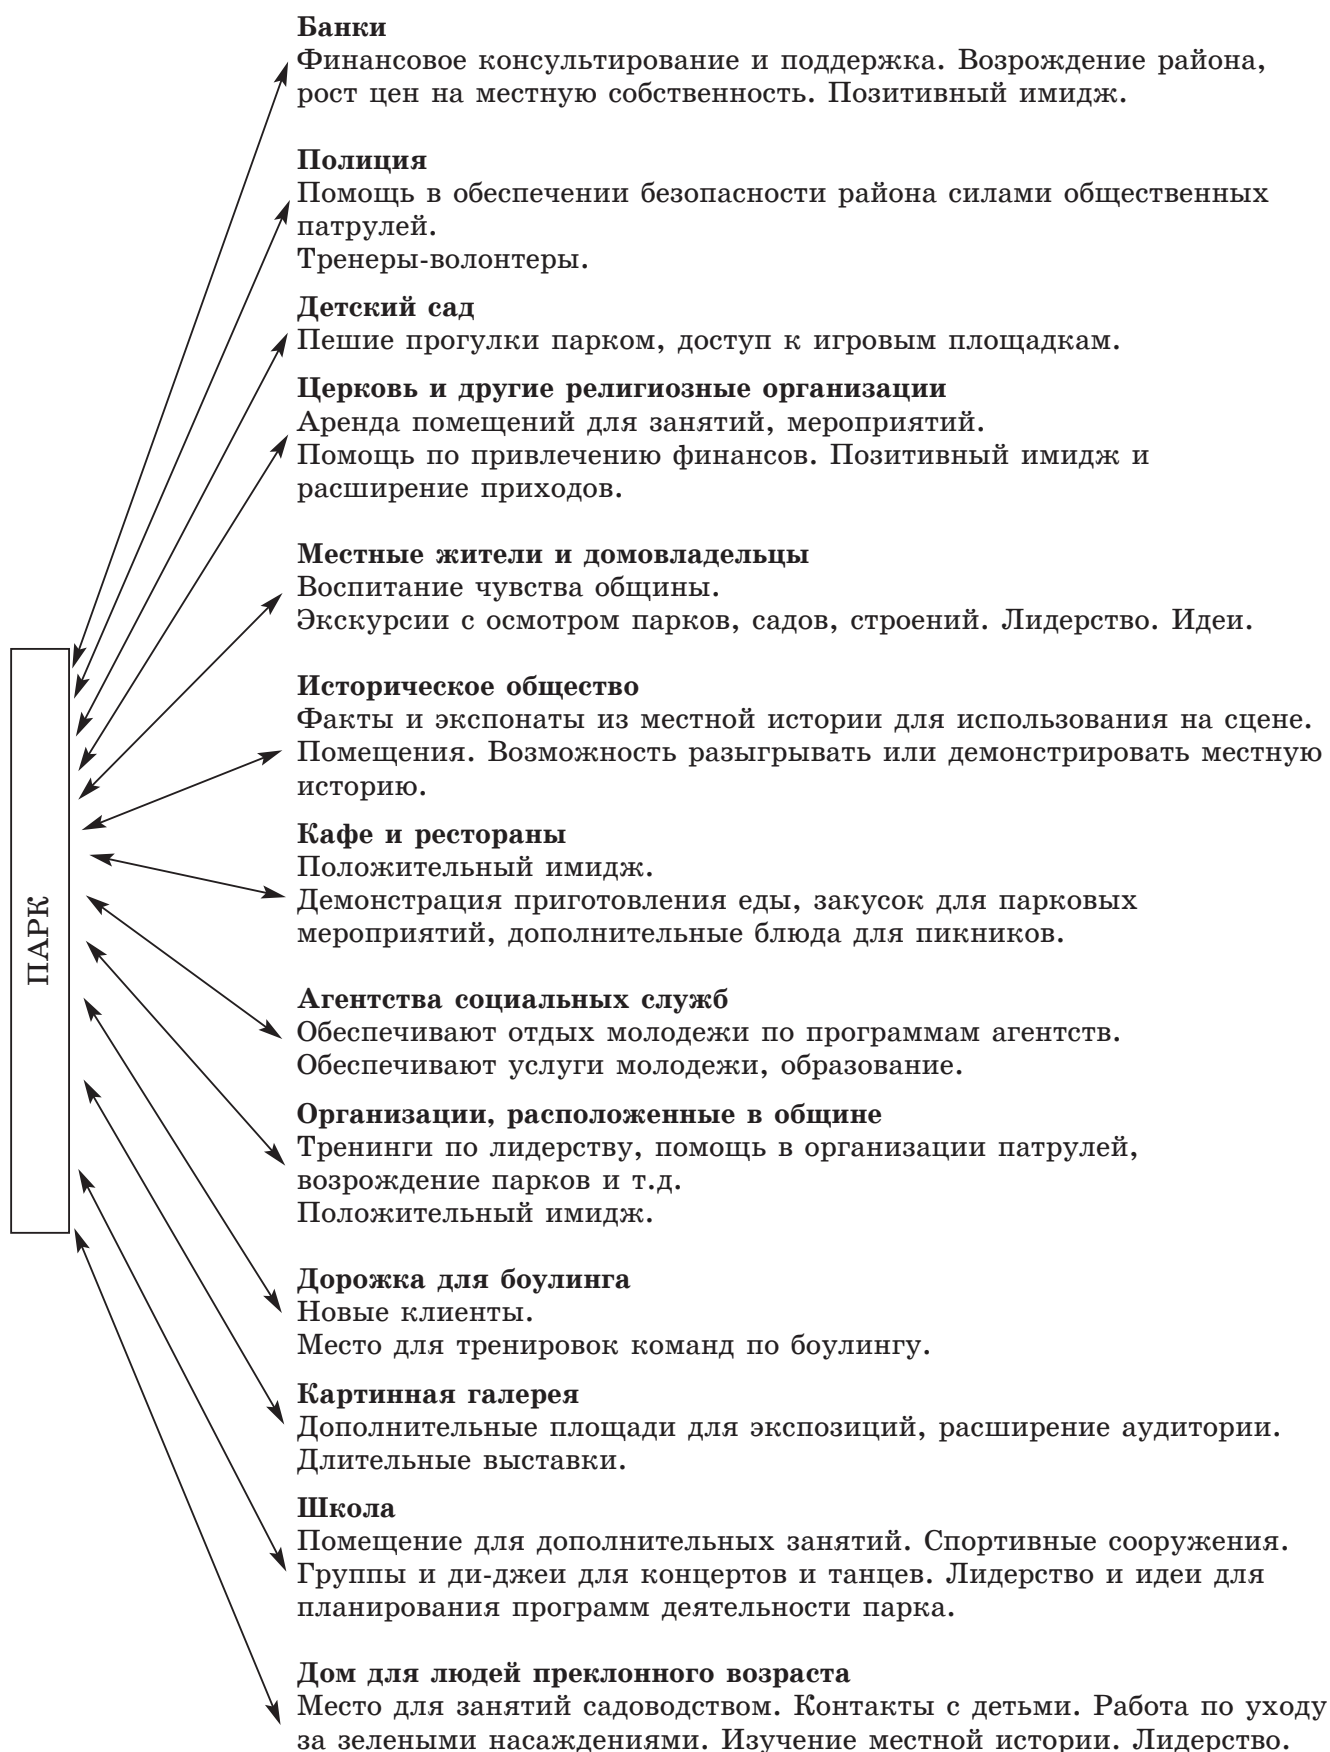 Банки
Финансовое консультирование и поддержка. Возрождение района,
рост цен на местную собственность. Позитивный имидж.
Полиция
Помощь в обеспечении безопасности района силами общественных
патрулей.
Тренеры-волонтеры.
Детский сад
Пешие прогулки парком, доступ к игровым площадкам.
Церковь и другие религиозные организации
Аренда помещений для занятий, мероприятий.
Помощь по привлечению финансов. Позитивный имидж и
расширение приходов.
Местные жители и домовладельцы
Воспитание чувства общины.
Экскурсии с осмотром парков, садов, строений. Лидерство. Идеи.
Историческое общество
Факты и экспонаты из местной истории для использования на сцене.
Помещения. Возможность разыгрывать или демонстрировать местную
историю.
Кафе и рестораны
Положительный имидж.
Демонстрация приготовления еды, закусок для парковых
мероприятий, дополнительные блюда для пикников.
ПАРК
Агентства социальных служб
Обеспечивают отдых молодежи по программам агентств.
Обеспечивают услуги молодежи, образование.
Организации, расположенные в общине
Тренинги по лидерству, помощь в организации патрулей,
возрождение парков и т.д.
Положительный имидж.
Дорожка для боулинга
Новые клиенты.
Место для тренировок команд по боулингу.
Картинная галерея
Дополнительные площади для экспозиций, расширение аудитории.
Длительные выставки.
Школа
Помещение для дополнительных занятий. Спортивные сооружения.
Группы и ди-джеи для концертов и танцев. Лидерство и идеи для
планирования программ деятельности парка.
Дом для людей преклонного возраста
Место для занятий садоводством. Контакты с детьми. Работа по уходу
за зелеными насаждениями. Изучение местной истории. Лидерство.